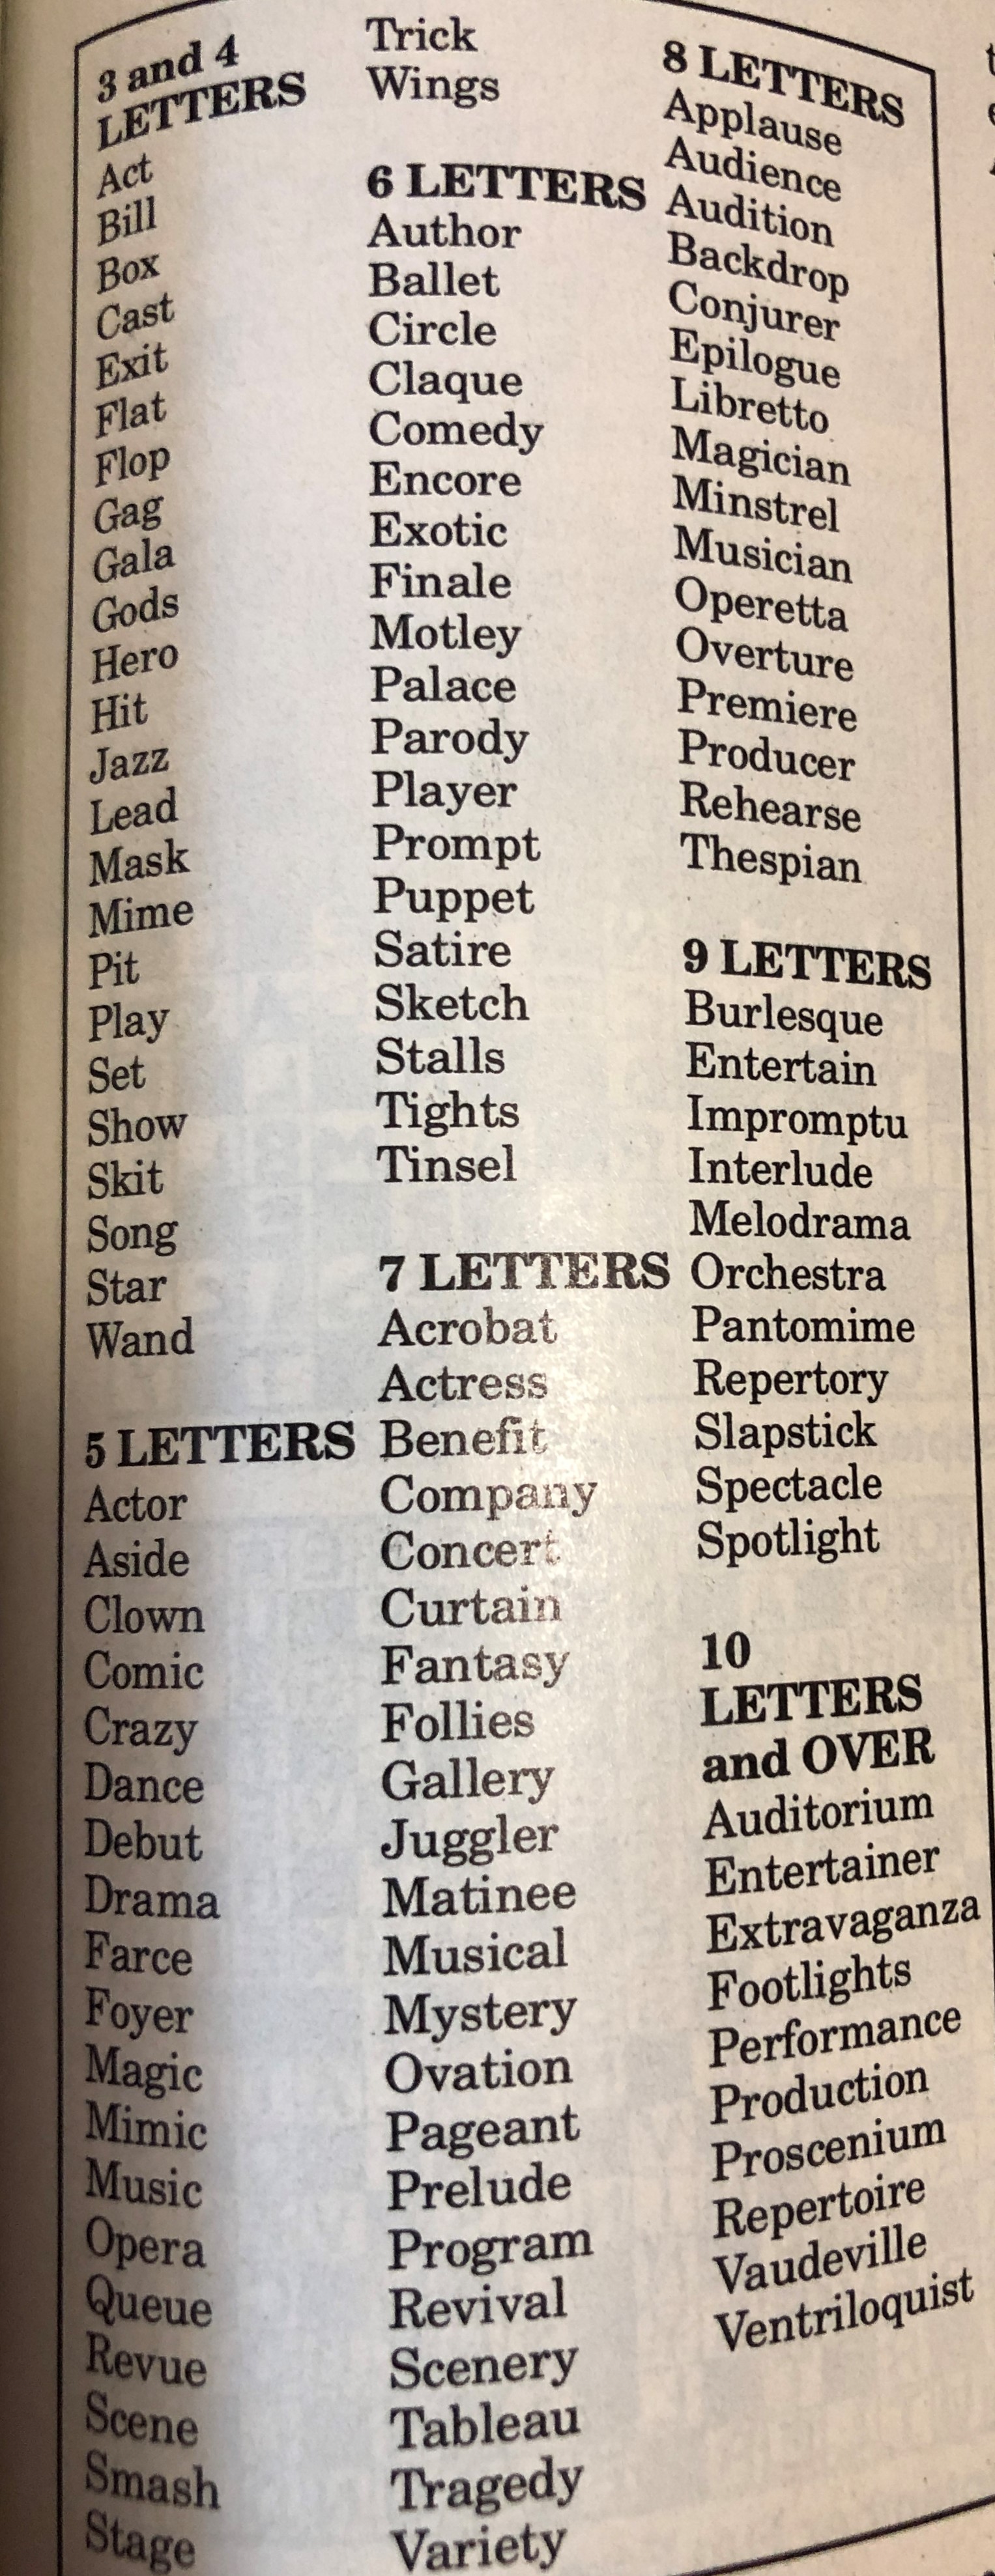 3 and 4
LETTERS
Act
Bill
Box
Cast
Exit
Flat
Flop
Gag
Gala
Gods
Hero
Hit
Jazz
Lead
Mask
Mime
Pit
Play
Set
Show
Skit
Song
Star
Wand
5 LETTERS
Actor
Aside
Clown
Comic
Crazy
Dance
Debut
Drama
Farce
Foyer
Magic
Mimic
Music
Opera
Queue
Revue
Scene
Smash
Stage
Trick
Wings
6 LETTERS
Author
Ballet
Circle
Claque
Comedy
Encore
Exotic
Finale
Motley
Palace
Parody
Player
Prompt
Puppet
Satire
Sketch
Stalls
Tights
Tinsel
7 LETTERS
Acrobat
Actress
Benefit
Company
Concert
Curtain
Fantasy
Follies
Gallery
Juggler
Matinee
Musical
Mystery
Ovation
Pageant
Prelude
Program
Revival
Scenery
Tableau
Tragedy
Variety
8 LETTERS
Applause
Audience
Audition
Backdrop
Conjurer
Epilogue
Libretto
Magician
Minstrel
Musician
Operetta
Overture
Premiere
Producer
Rehearse
Thespian
9 LETTERS
Burlesque
Entertain
Impromptu
Interlude
Melodrama
Orchestra
Pantomime
Repertory
Slapstick
Spectacle
Spotlight
10
LETTERS
and OVER
Auditorium
Entertainer
Extravaganza
Footlights
Performance
Production
Proscenium
Repertoire
Vaudeville
Ventriloquist